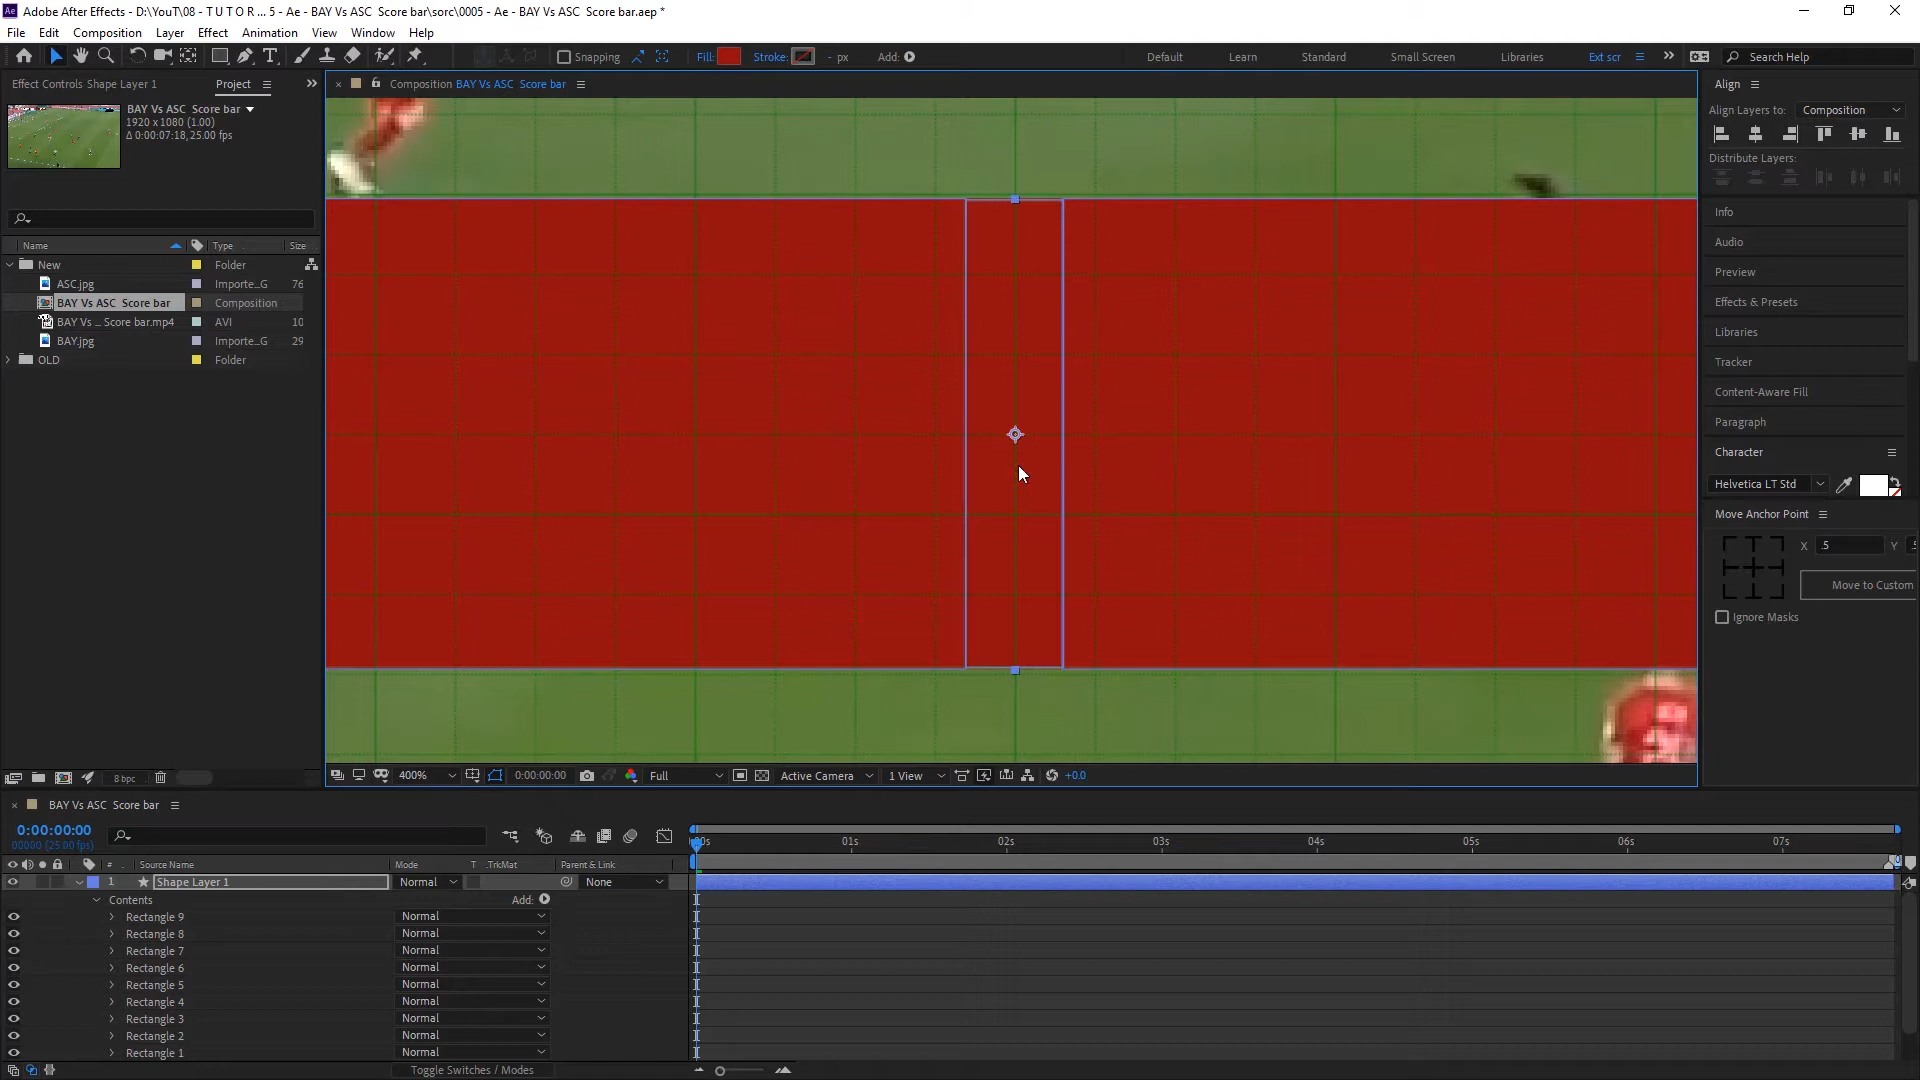 Ae Adobe After Effects - D:\YouT\08 - T U T O R ... 5 - Ae - BAY Vs ASC  Score bar\sorc\0005 - Ae - BAY Vs ASC  Score bar.aep *
File Edit Composition Layer Effect Animation View Window Help
Snapping Fill: Stroke: - px Add: Default Learn Standard Small Screen Libraries Ext scr Search Help
Effect Controls Shape Layer 1 Project Composition BAY Vs ASC  Score bar Align
BAY Vs ASC  Score bar
1920 x 1080 (1.00)
Δ 0:00:07:18, 25.00 fps
Align Layers to: Composition
Distribute Layers:
Name Type Size
New Folder
ASC.jpg Importe...G 76
BAY Vs ASC  Score bar Composition
BAY Vs ... Score bar.mp4 AVI 10
BAY.jpg Importe...G 29
OLD Folder
Info
Audio
Preview
Effects & Presets
Libraries
Tracker
Content-Aware Fill
Paragraph
Character
Helvetica LT Std
Move Anchor Point
X .5 Y
Move to Custom
Ignore Masks
8 bpc 400% 0:00:00:00 Full Active Camera 1 View +0.0
BAY Vs ASC  Score bar
0:00:00:00
00000 (25.00 fps)
01s 02s 03s 04s 05s 06s 07s
# Source Name Mode T .TrkMat Parent & Link
1 Shape Layer 1 Normal None
Contents Add:
Rectangle 9 Normal
Rectangle 8 Normal
Rectangle 7 Normal
Rectangle 6 Normal
Rectangle 5 Normal
Rectangle 4 Normal
Rectangle 3 Normal
Rectangle 2 Normal
Rectangle 1 Normal
Toggle Switches / Modes